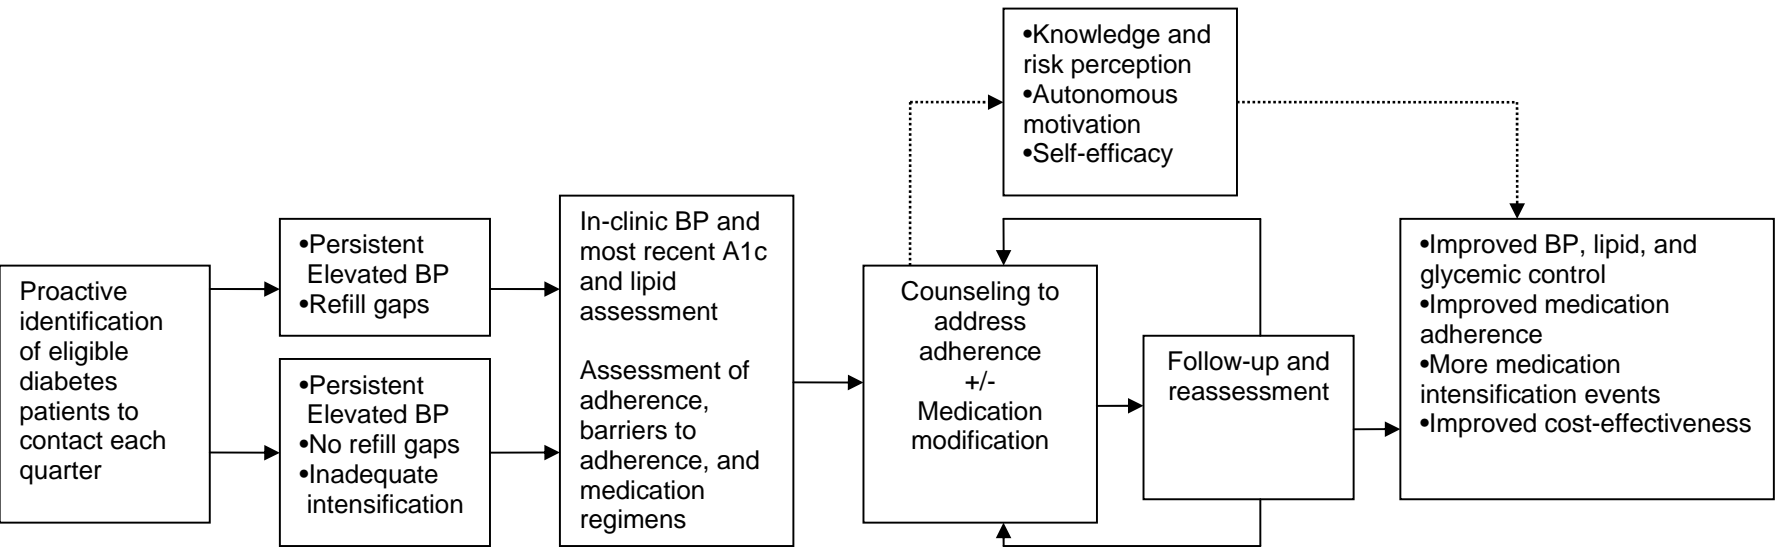 Proactive
identification
of eligible
diabetes
patients to
contact each
quarter
•Persistent
Elevated BP
•Refill gaps
•Persistent
Elevated BP
•No refill gaps
•Inadequate
intensification
In-clinic BP and
most recent A1c
and lipid
assessment
Assessment of
adherence,
barriers to
adherence, and
medication
regimens
Counseling to
address
adherence
+/-
Medication
modification
•Knowledge and
risk perception
•Autonomous
motivation
•Self-efficacy
Follow-up and
reassessment
•Improved BP, lipid, and
glycemic control
•Improved medication
adherence
•More medication
intensification events
•Improved cost-effectiveness